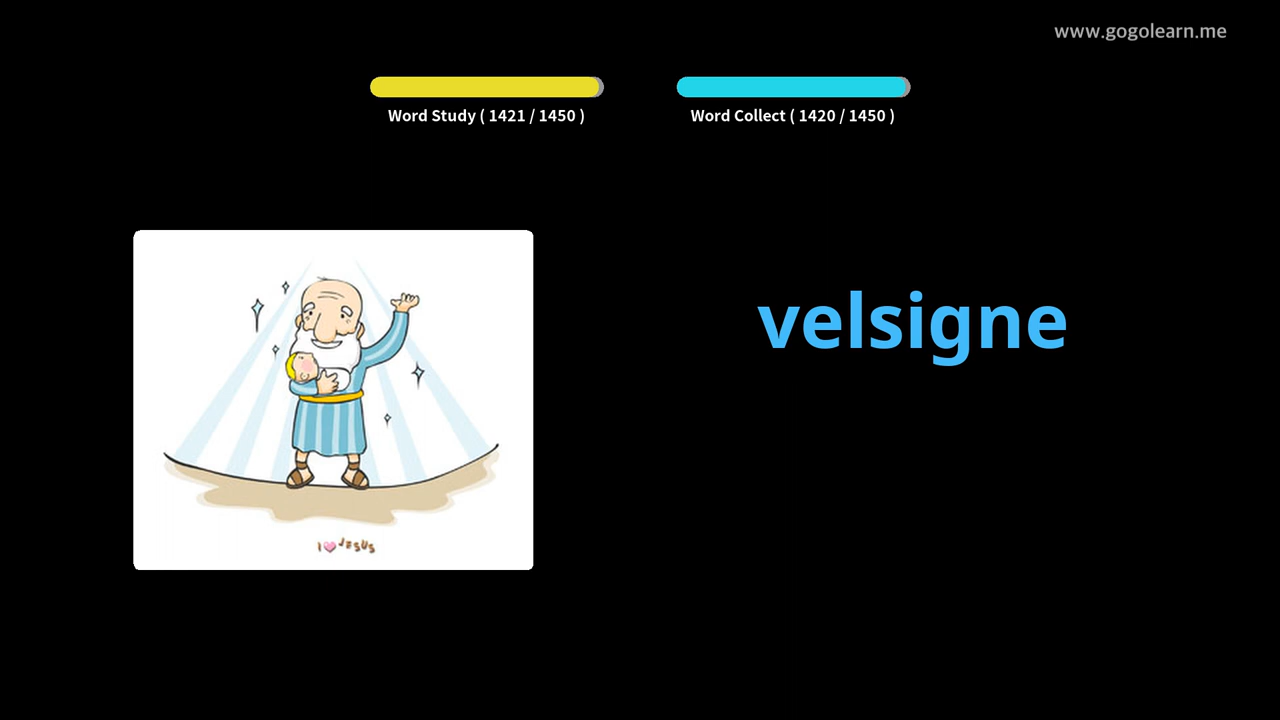 www.gogolearn.me
Word Study ( 1421 / 1450 )
Word Collect ( 1420 / 1450 )
velsigne
I ♥ JESUS